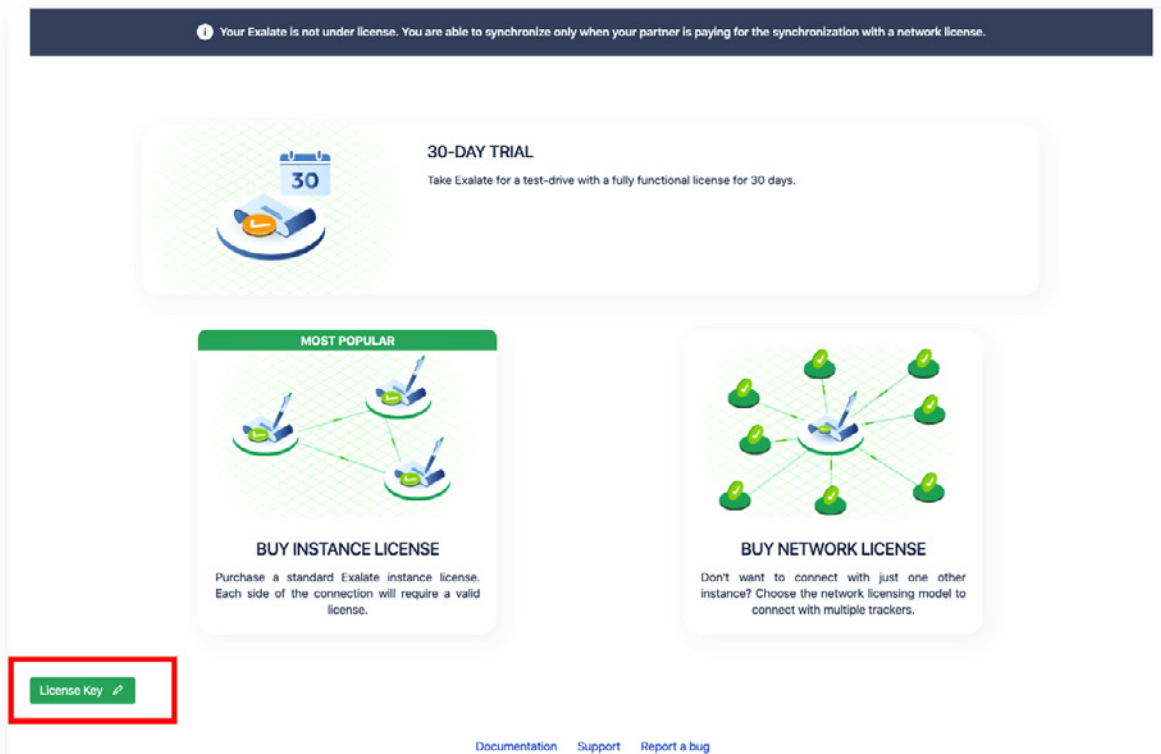 Your Exalate is not under license. You are able to synchronize only when your partner is paying for the synchronization with a network license.
30-DAY TRIAL
30
Take Exalate for a test-drive with a fully functional license for 30 days.
MOST POPULAR
BUY INSTANCE LICENSE
Purchase a standard Exalate instance license.
Each side of the connection will require a valid
license.
BUY NETWORK LICENSE
Don't want to connect with just one other
instance? Choose the network licensing model to
connect with multiple trackers.
License Key
Documentation Support Report a bug